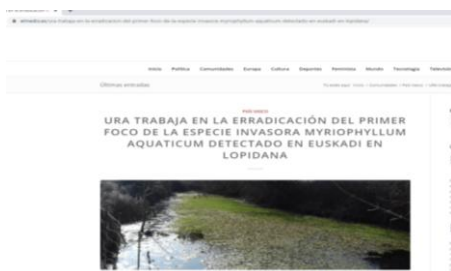 Inicio Política Comunidades Europa Cultura Deportes Feminista Mundo Tecnología
Últimas entradas
PAÍS VASCO
URA TRABAJA EN LA ERRADICACIÓN DEL PRIMER
FOCO DE LA ESPECIE INVASORA MYRIOPHYLLUM
AQUATICUM DETECTADO EN EUSKADI EN
LOPIDANA